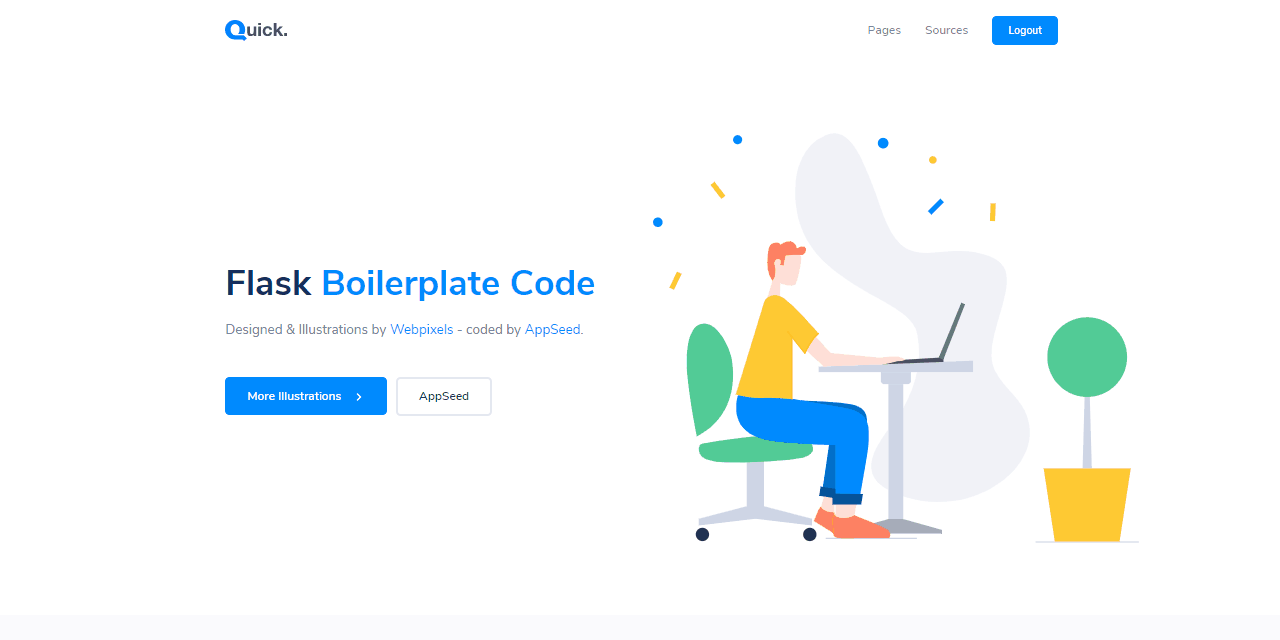 Quick.
Pages
Sources
Logout
Flask Boilerplate Code
Designed & Illustrations by Webpixels - coded by AppSeed.
More Illustrations
AppSeed